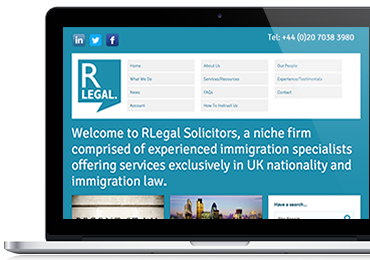 in
Tel: +44 (0)20 7038 3980
R
LEGAL.
Home
About Us
Our People
What We Do
Services/Resources
Experience/Testimonials
News
FAQs
Contact
Account
How To Instruct Us
Welcome to RLegal Solicitors, a niche firm
comprised of experienced immigration specialists
offering services exclusively in UK nationality and
immigration law.
Have a search...